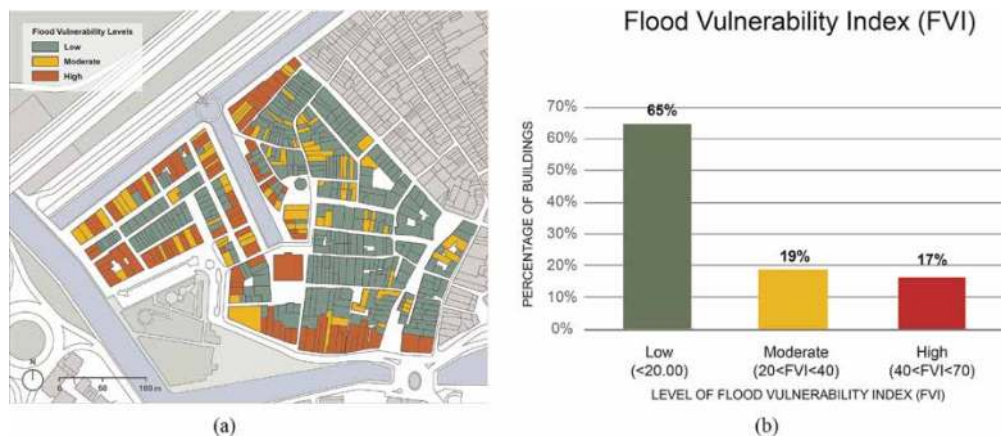 Flood Vulnerability Levels
Low
Moderate
High
N
0 50 100 m
(a)
Flood Vulnerability Index (FVI)
PERCENTAGE OF BUILDINGS
70%
60%
50%
40%
30%
20%
10%
0%
65%
19%
17%
Low Moderate High
(<20.00) (20<FVI<40) (40<FVI<70)
LEVEL OF FLOOD VULNERABILITY INDEX (FVI)
(b)